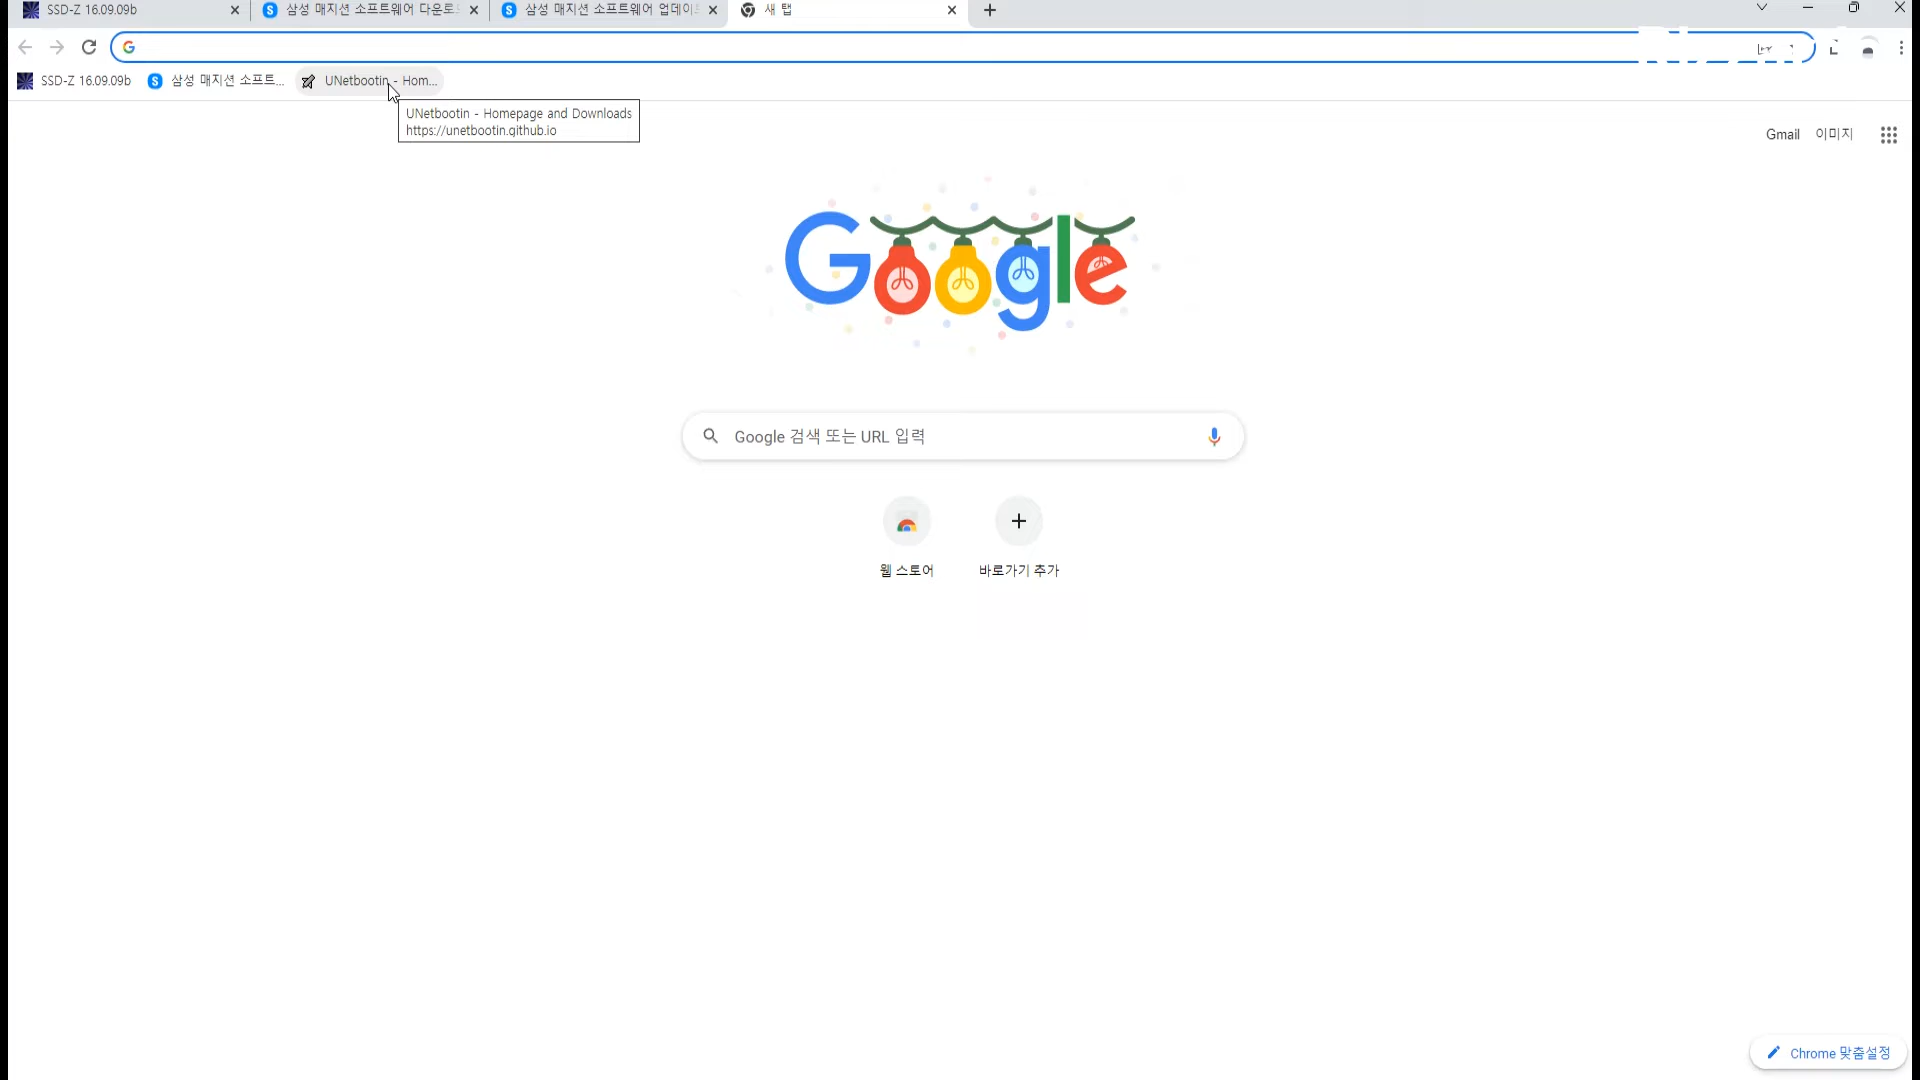 SSD-Z 16.09.09b
삼성 매지션 소프트웨어 다운로
삼성 매지션 소프트웨어 업데이
새 탭
SSD-Z 16.09.09b
삼성 매지션 소프트...
UNetbootin - Hom...
UNetbootin - Homepage and Downloads
https://unetbootin.github.io
Gmail
이미지
Google
Google 검색 또는 URL 입력
웹 스토어
바로가기 추가
Chrome 맞춤설정